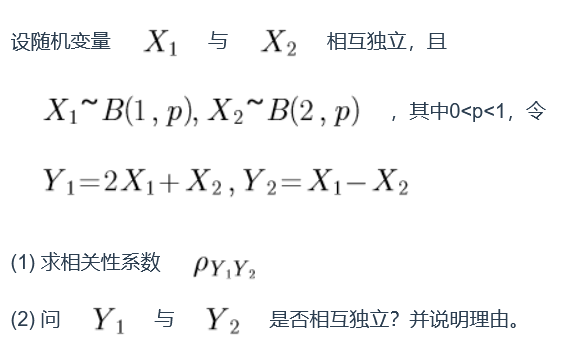 设随机变量 X₁ 与 X₂ 相互独立，且
X₁~B(1, p), X₂~B(2, p)，其中0<p<1，令
Y₁=2X₁+X₂, Y₂=X₁−X₂
(1) 求相关性系数 ρ_{Y₁Y₂}
(2) 问 Y₁ 与 Y₂ 是否相互独立？并说明理由。